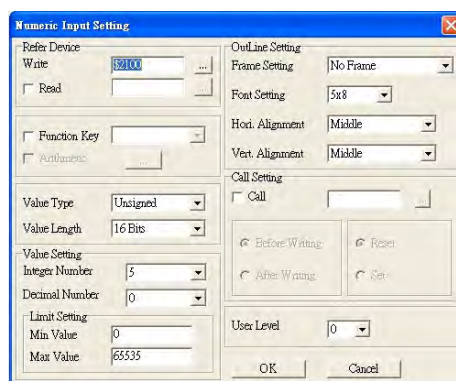 Numeric Input Setting
Refer Device
Write $2100 ...
Read ...
Function Key
Arithmetic ...
Value Type Unsigned
Value Length 16 Bits
Value Setting
Integer Number 5
Decimal Number 0
Limit Setting
Min Value 0
Max Value 65535
OutLine Setting
Frame Setting No Frame
Font Setting 5x8
Hori. Alignment Middle
Vert. Alignment Middle
Call Setting
Call ...
Before Writing Reset
After Writing Set
User Level 0
OK Cancel